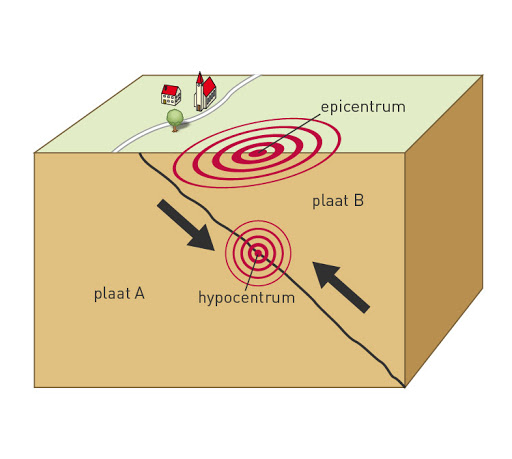 epicentrum
plaat B
plaat A
hypocentrum